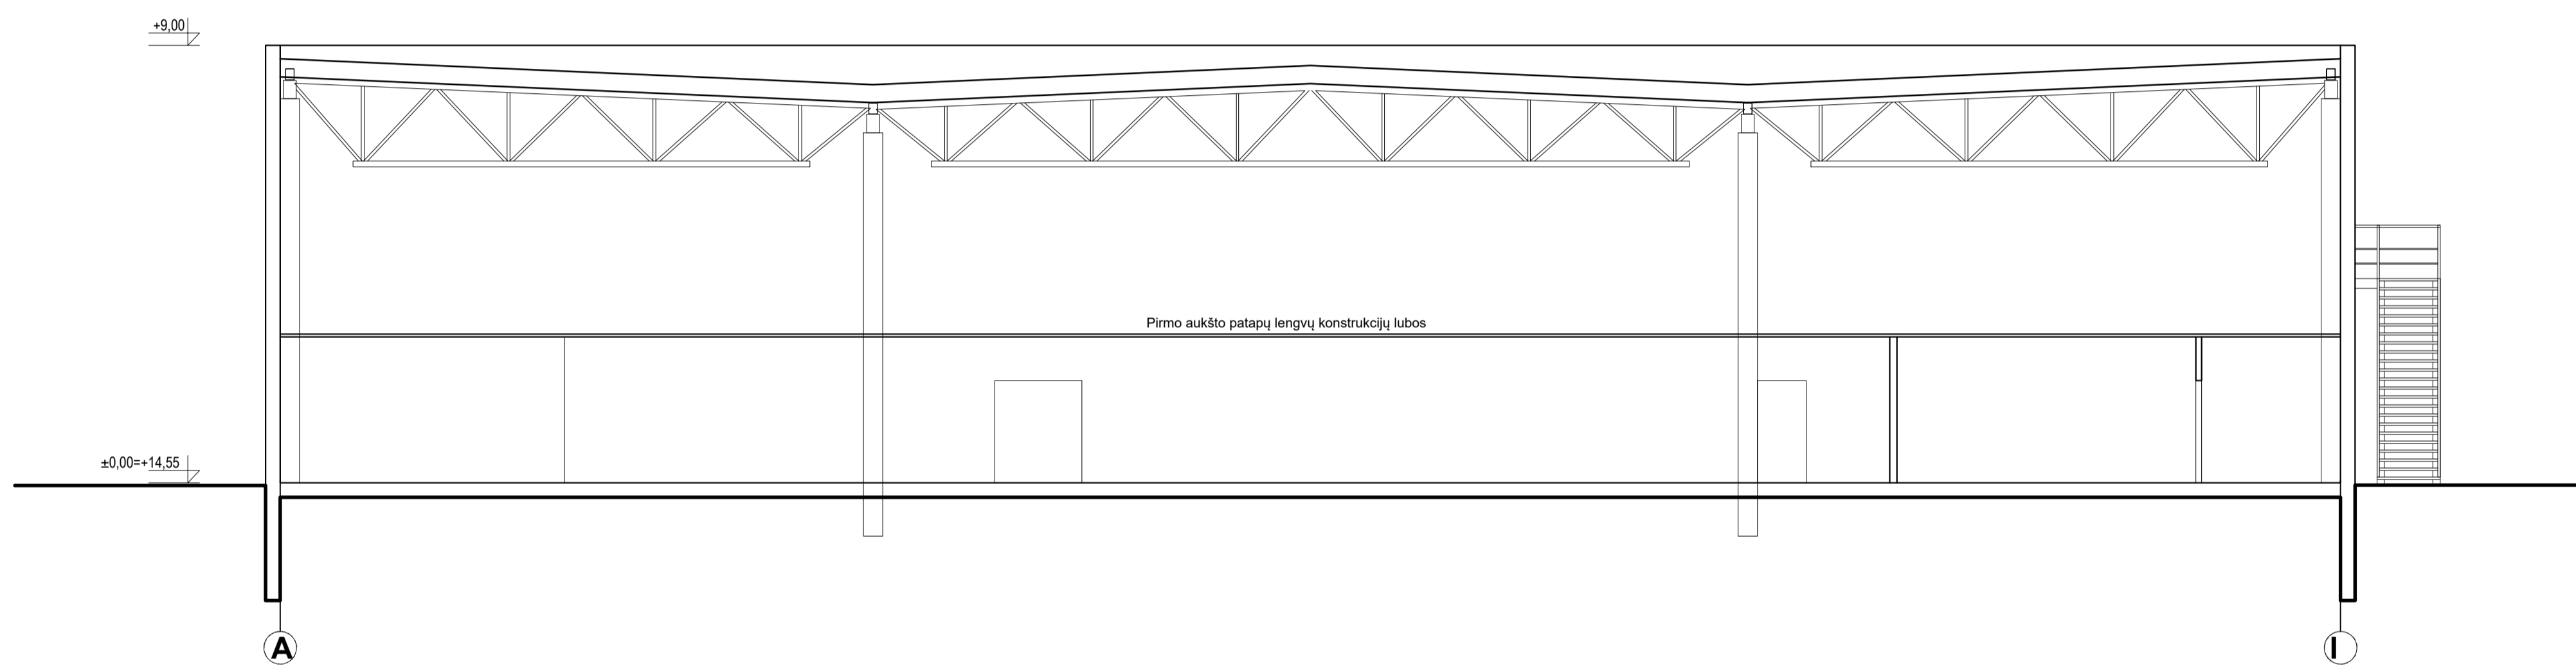 +9,00
Pirmo aukšto patapų lengvų konstrukcijų lubos
±0,00=+14,55
A
I